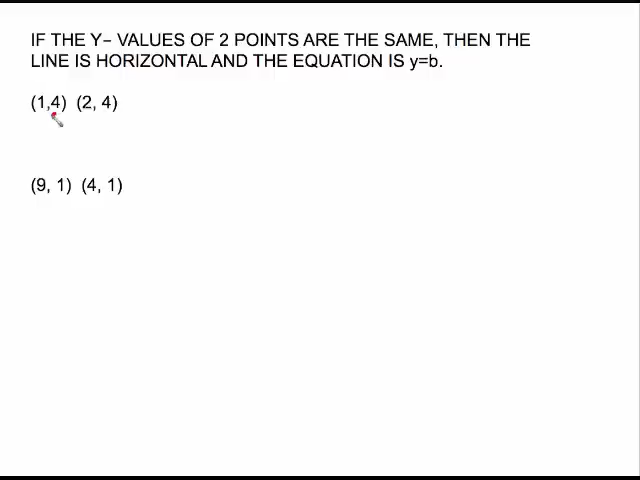 IF THE Y– VALUES OF 2 POINTS ARE THE SAME, THEN THE
LINE IS HORIZONTAL AND THE EQUATION IS y=b.
(1,4) (2, 4)
(9, 1) (4, 1)